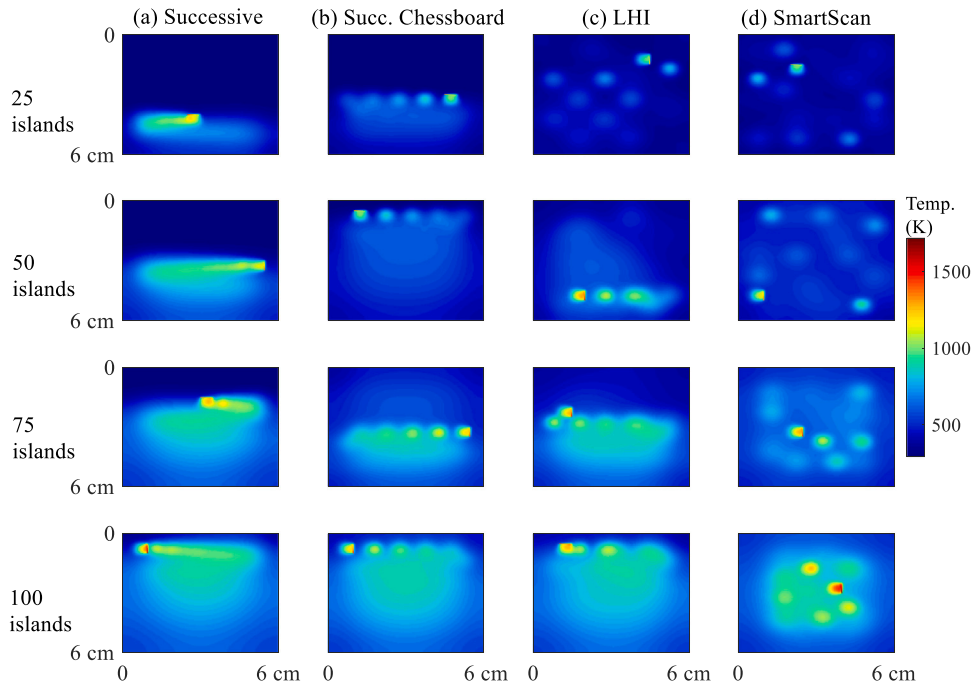 (a) Successive
(b) Succ. Chessboard
(c) LHI
(d) SmartScan
0
25
islands
6 cm
0
50
islands
6 cm
Temp.
(K)
1500
1000
500
0
75
islands
6 cm
0
100
islands
6 cm
0
6 cm
0
6 cm
0
6 cm
0
6 cm